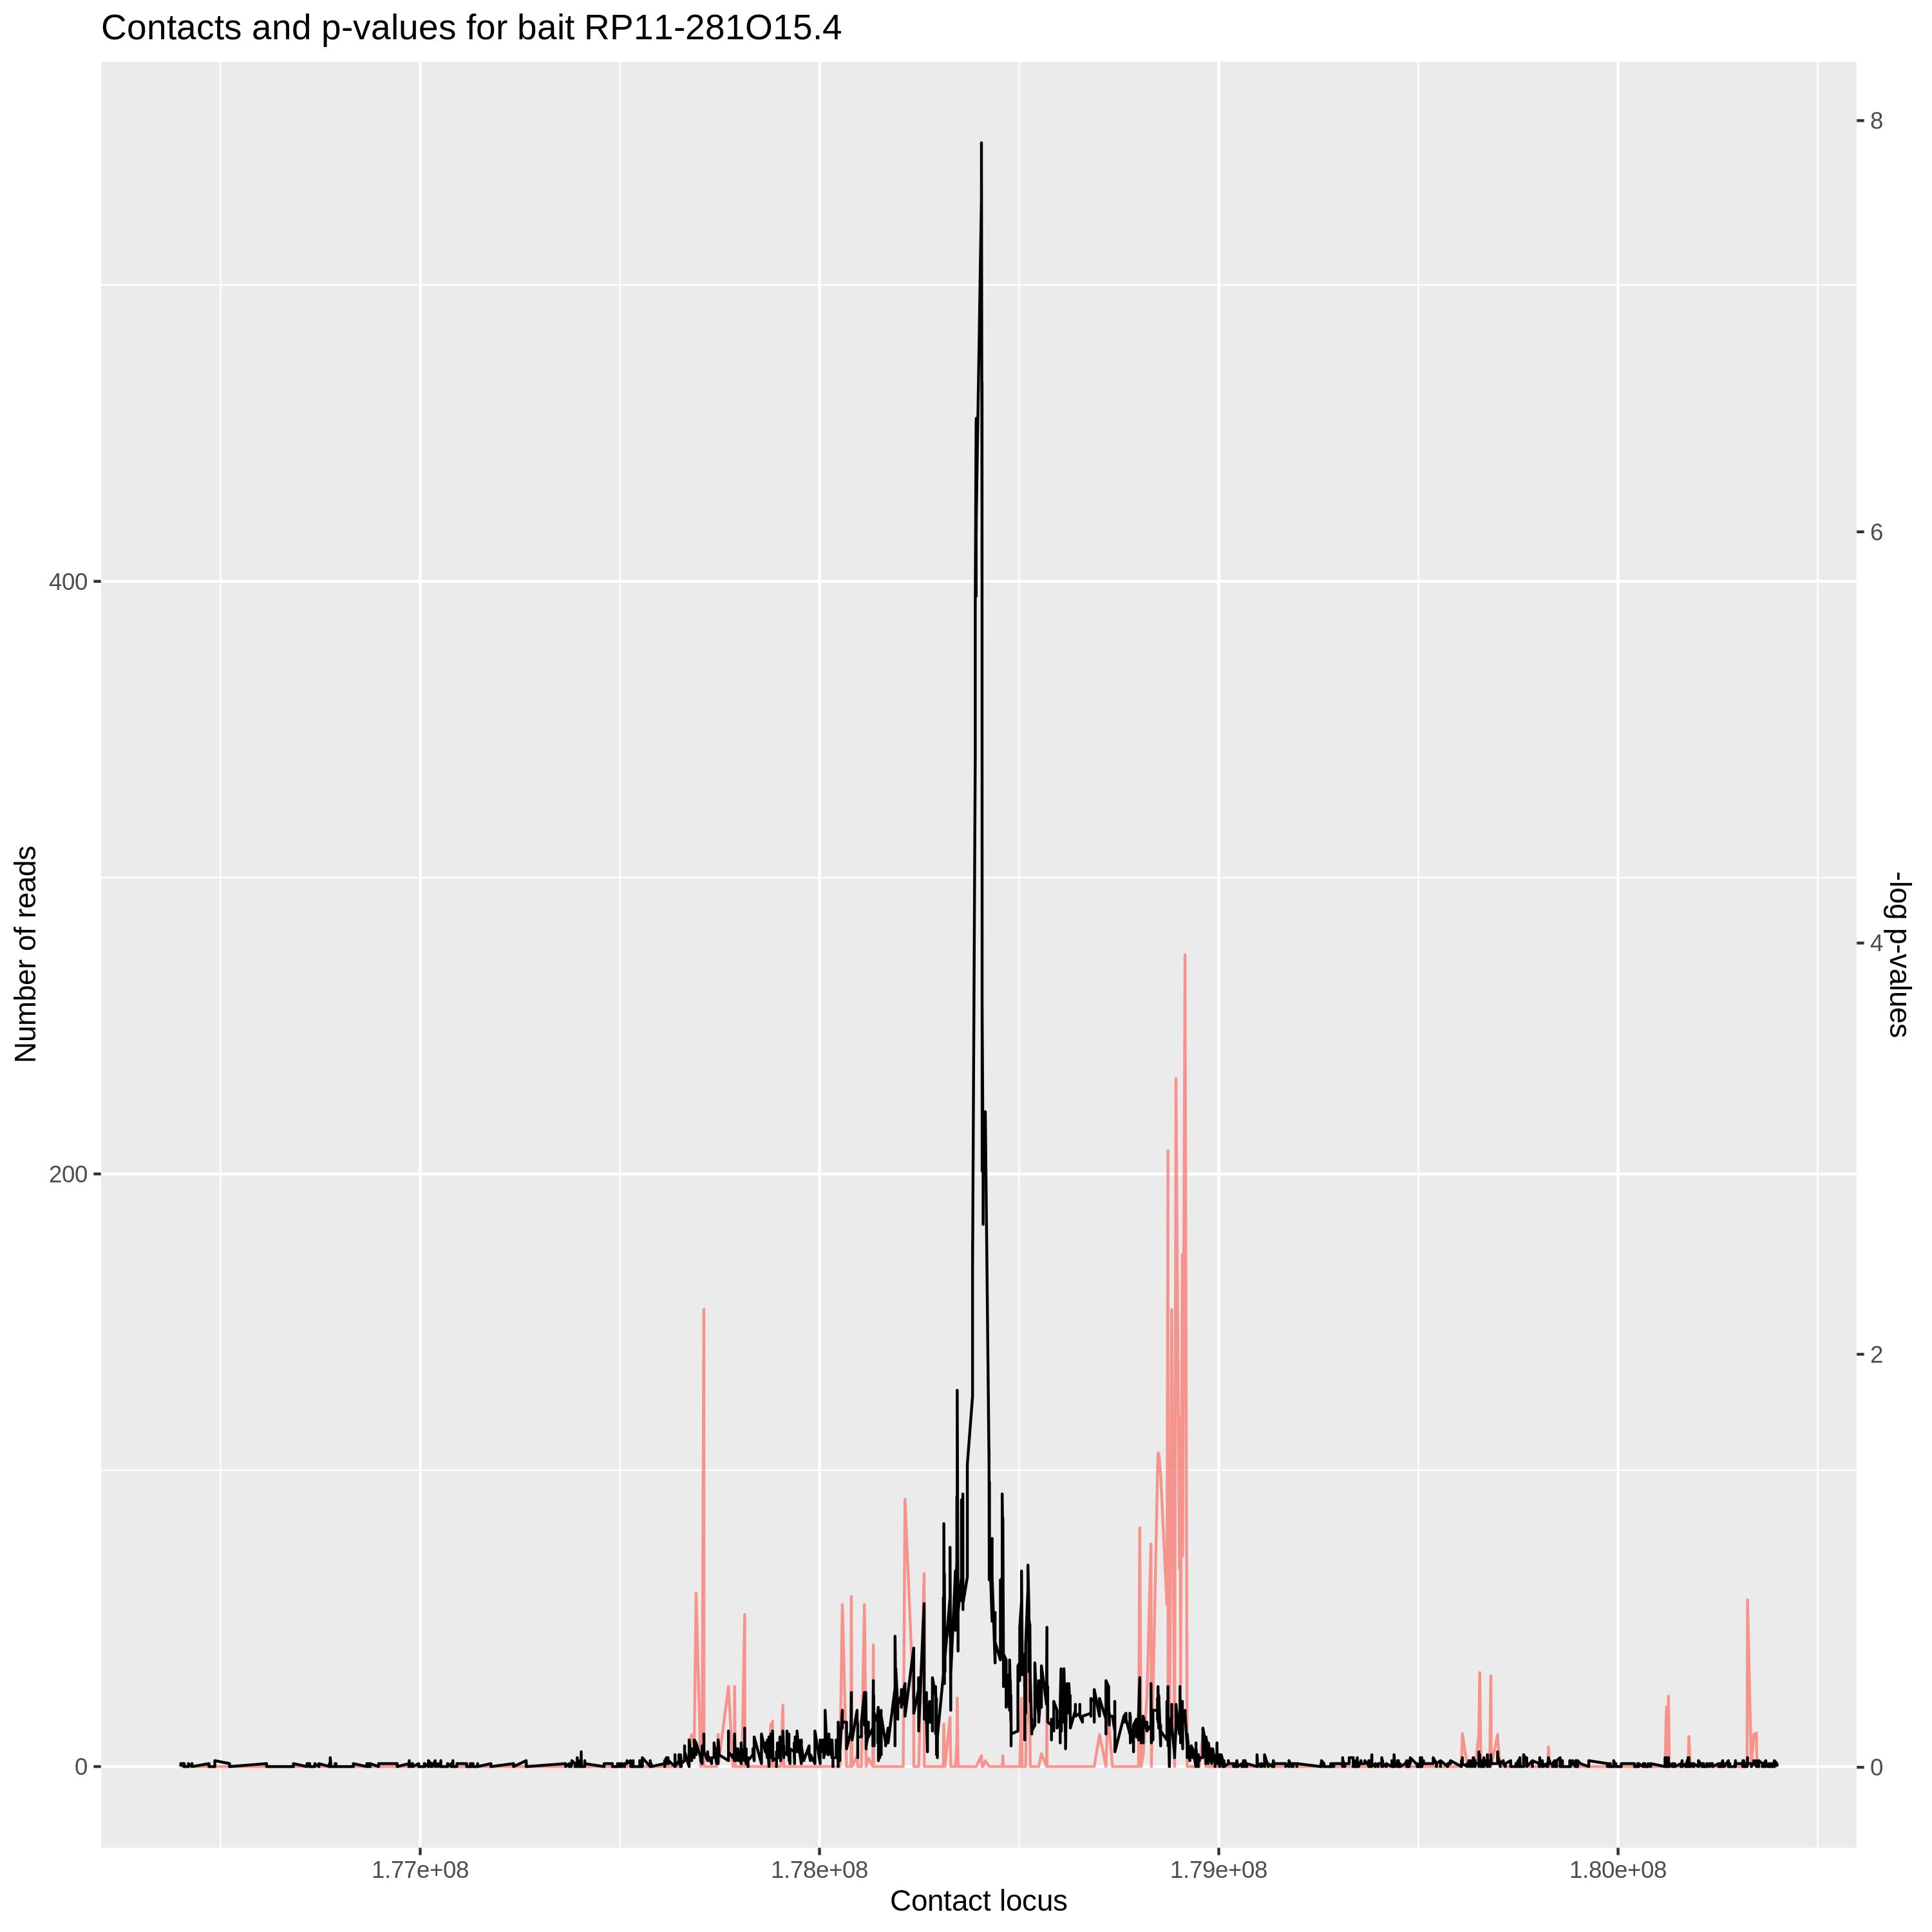 Contacts and p-values for bait RP11-281O15.4
8
6
400
Number of reads
-log p-values
4
200
2
0
0
1.77e+08
1.78e+08
1.79e+08
1.80e+08
Contact locus